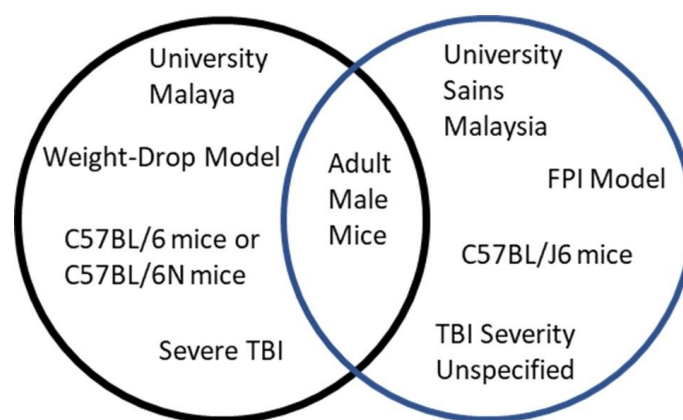 University
Malaya
Weight-Drop Model
C57BL/6 mice or
C57BL/6N mice
Severe TBI
Adult
Male
Mice
University
Sains
Malaysia
FPI Model
C57BL/J6 mice
TBI Severity
Unspecified